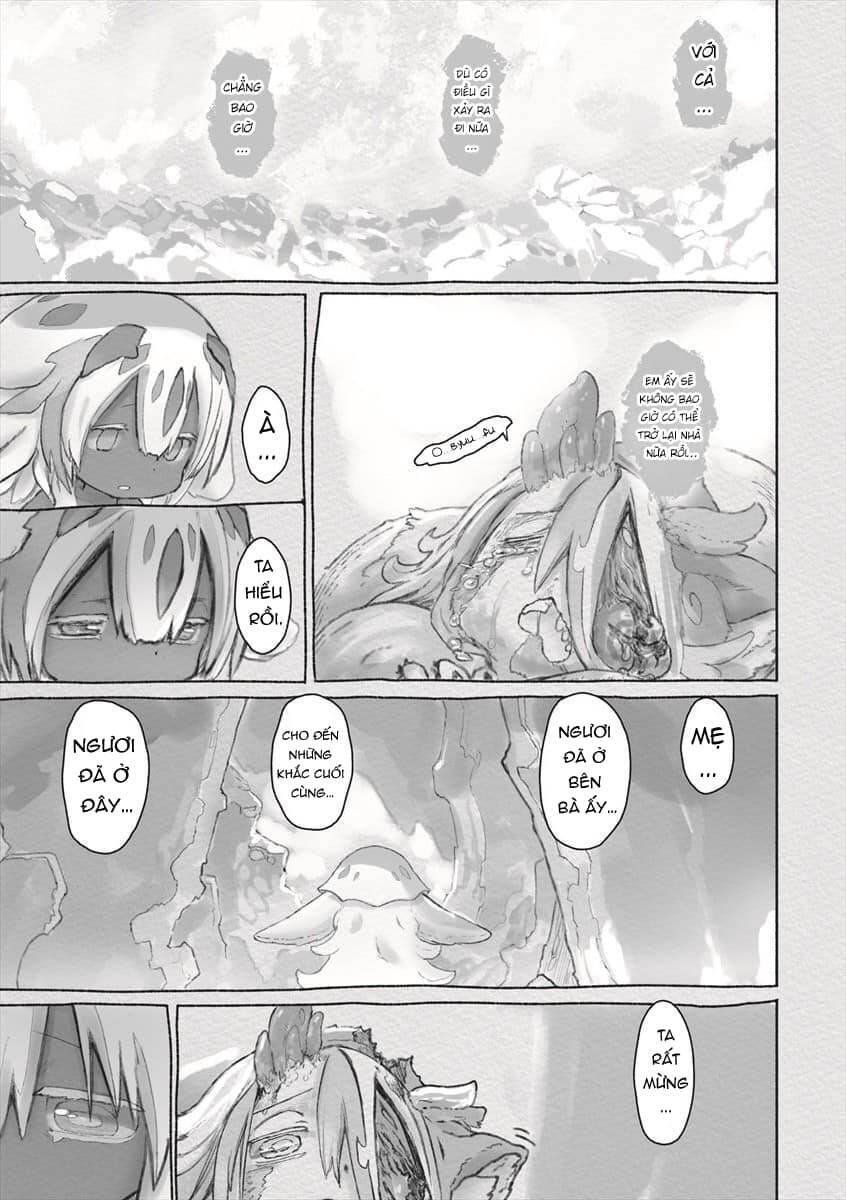 VỚI
CẢ
...
DÙ CÓ
ĐIỀU GÌ
XẢY RA
ĐI NỮA
...
CHẲNG
BAO
GIỜ
...
EM ẤY SẼ
KHÔNG BAO
GIỜ CÓ THỂ
TRỞ LẠI NHÀ
NỮA RỒI...
O.. Byuu ..fu
À
...
TA
HIỂU
RỒI.
MẸ
...
NGƯƠI
ĐÃ Ở
BÊN
BÀ ẤY...
CHO ĐẾN
NHỮNG
KHẮC CUỐI
CÙNG...
NGƯƠI
ĐÃ Ở
ĐÂY...
TA
RẤT
MỪNG
...